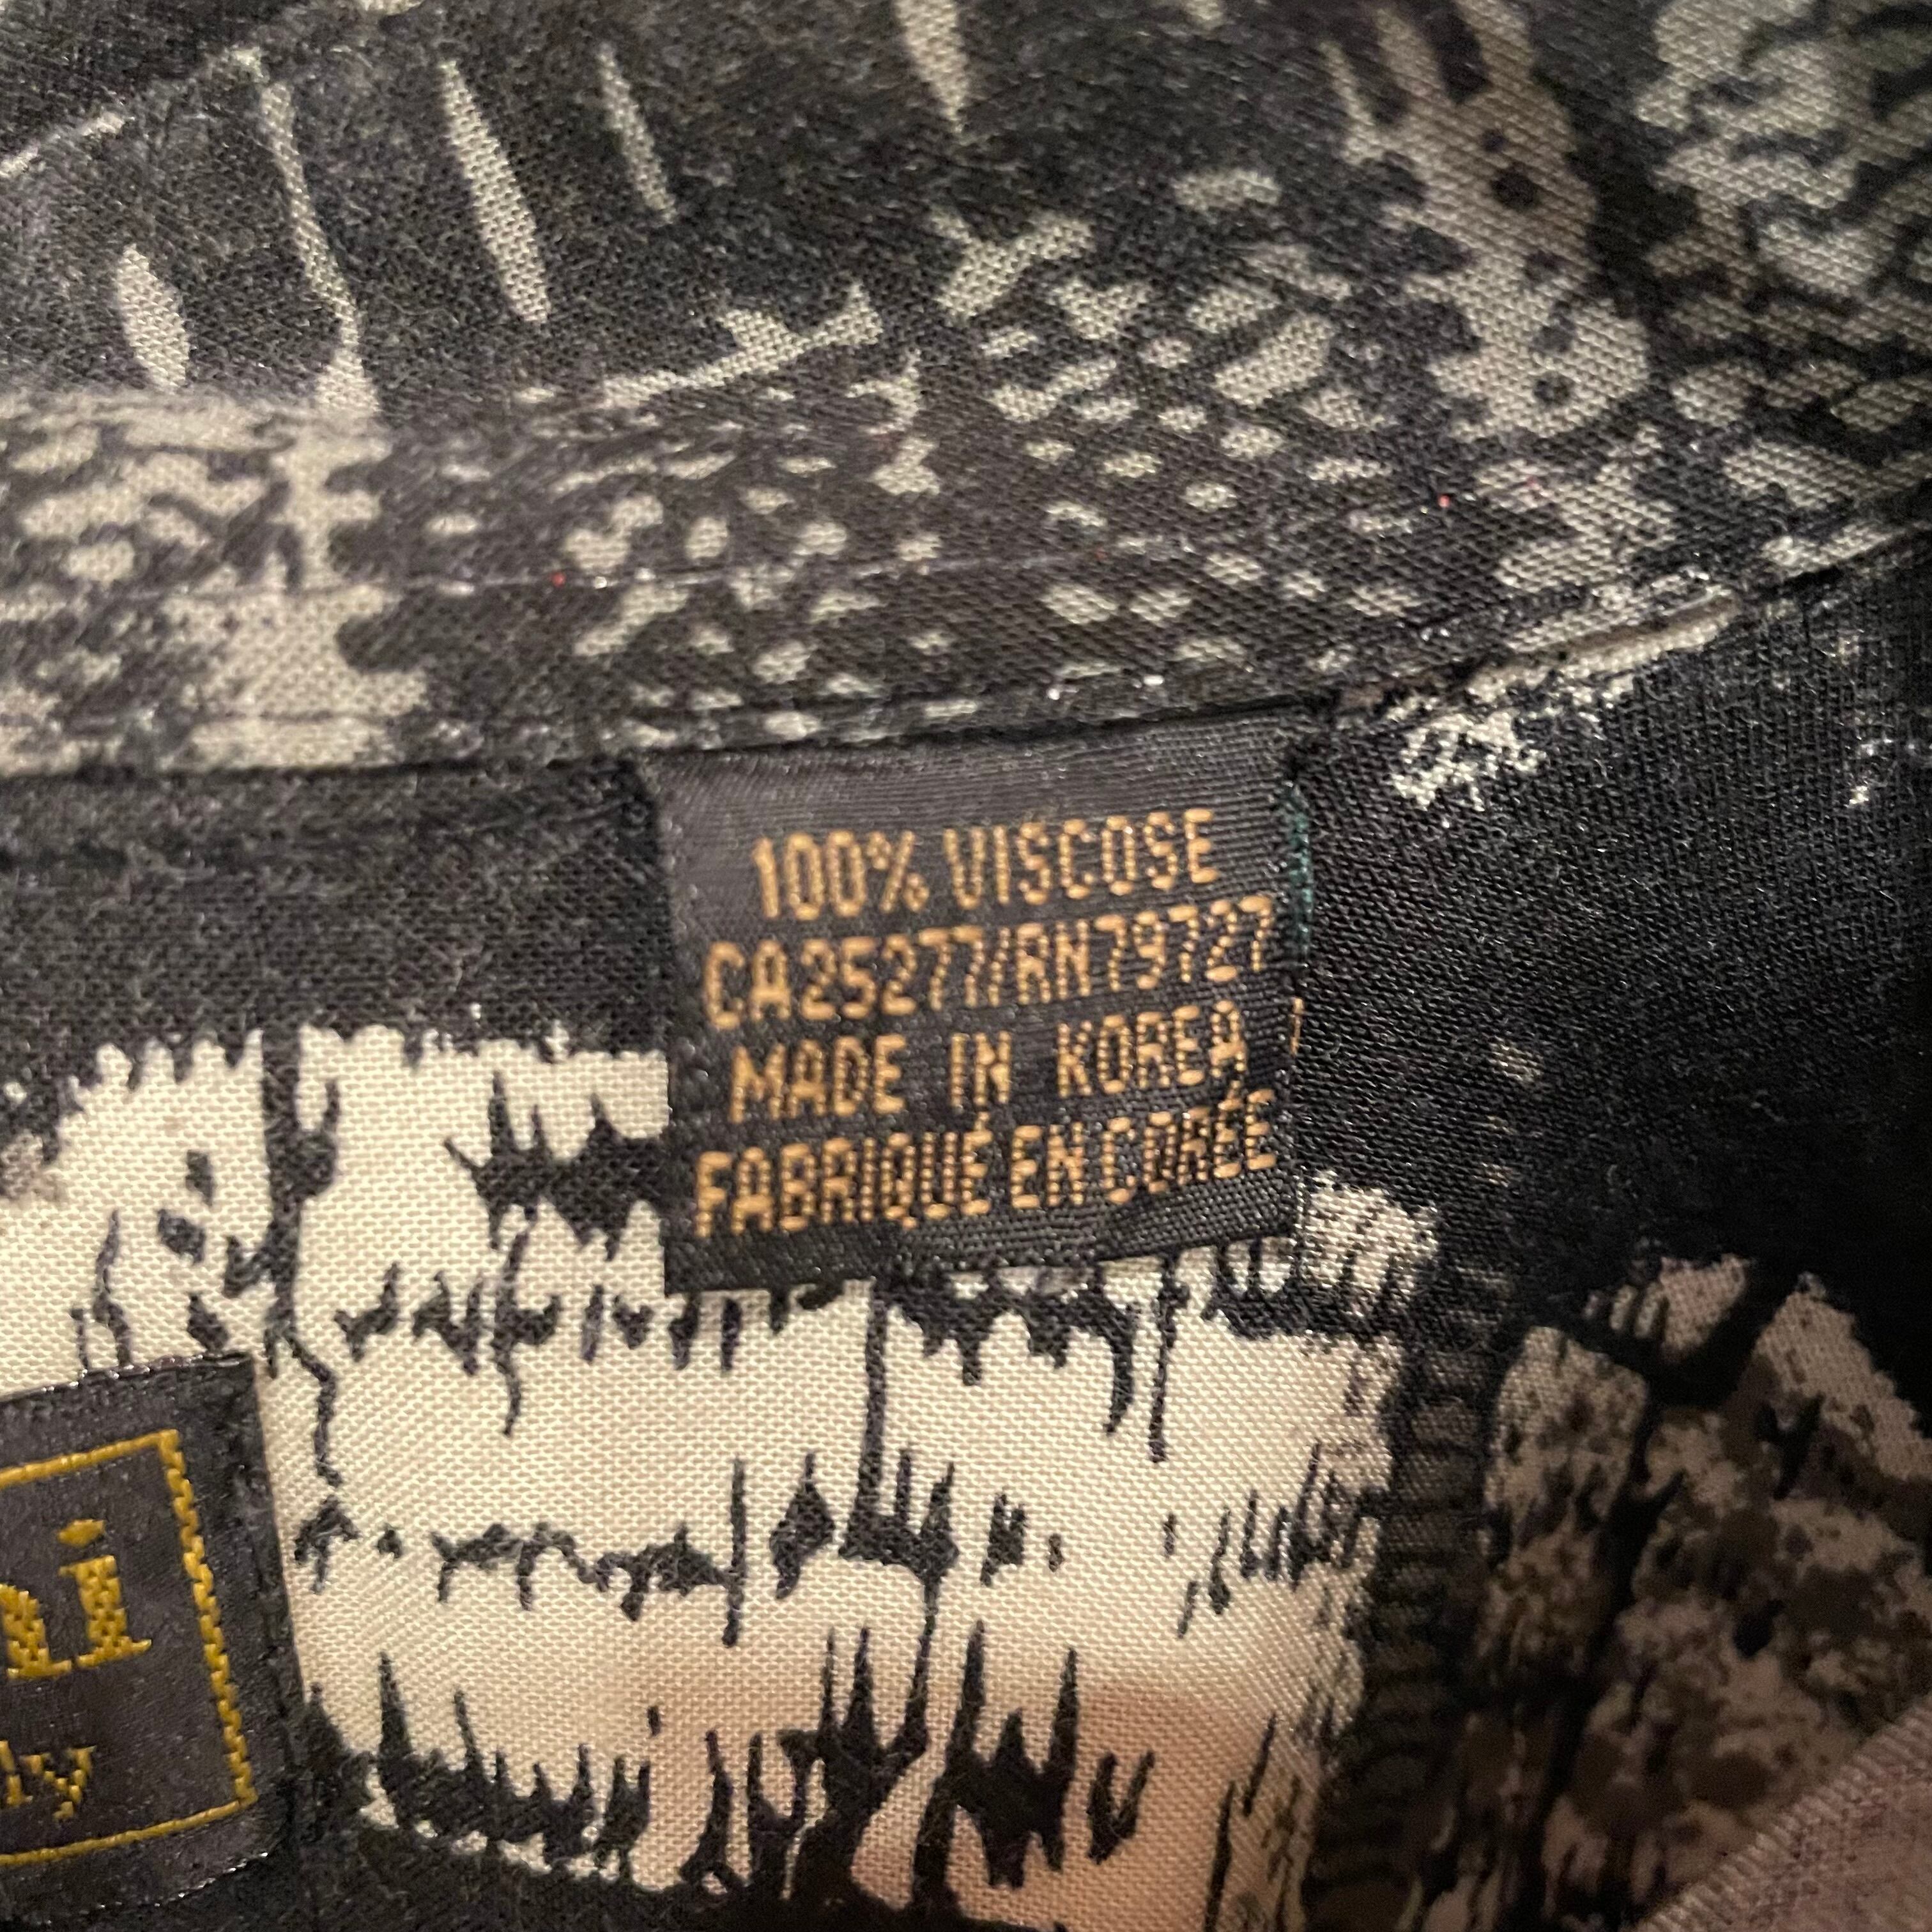 100% VISCOSE
CA25277/RN79727
MADE IN KOREA
FABRIQUÉ EN CORÉE